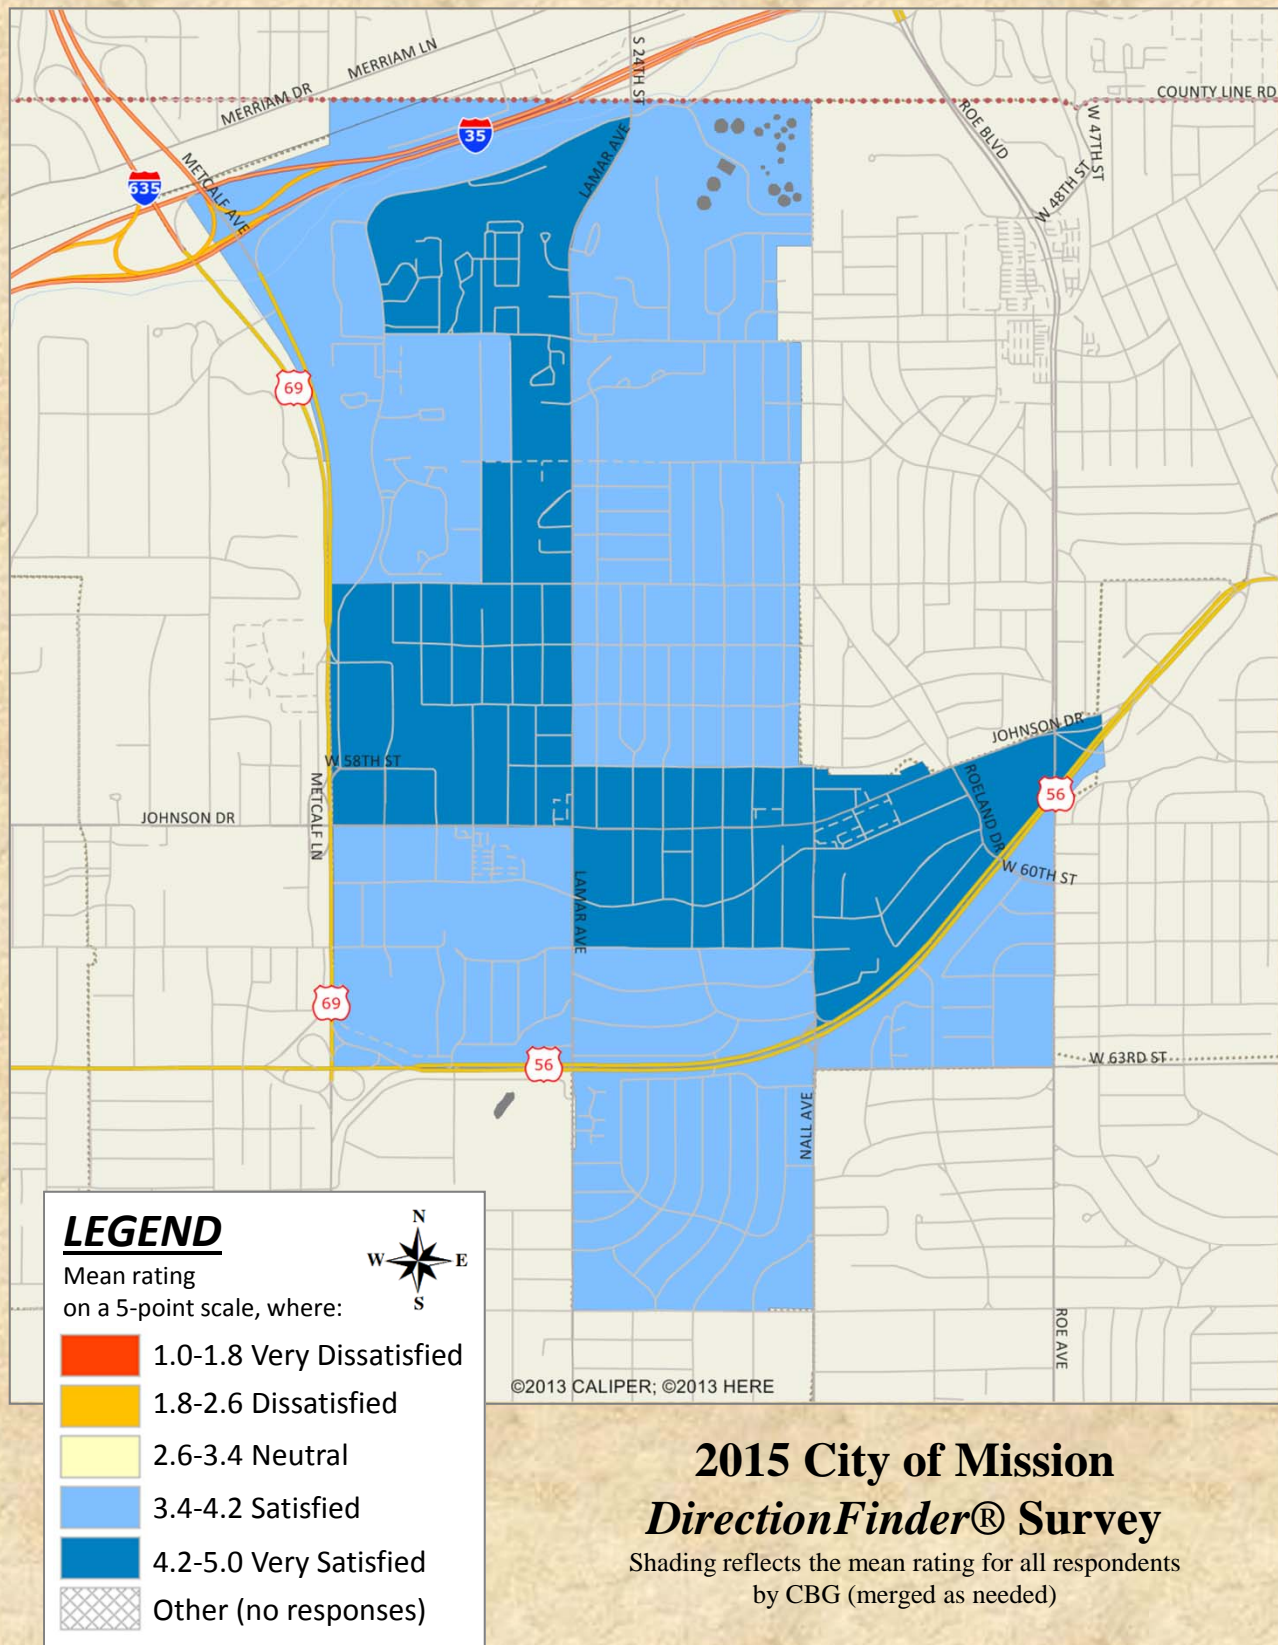 MERRIAM LN
S 24TH ST
MERRIAM DR
COUNTY LINE RD
ROE BLVD
W 47TH ST
35
LAMAR AVE
METCALF AVE
635
W 48TH ST
69
JOHNSON DR
W 58TH ST
ROELAND DR
56
METCALF LN
JOHNSON DR
W 60TH ST
LAMAR AVE
69
56
W 63RD ST
NALL AVE
ROE AVE
LEGEND
N
W E
S
Mean rating
on a 5-point scale, where:
1.0-1.8 Very Dissatisfied
1.8-2.6 Dissatisfied
2.6-3.4 Neutral
3.4-4.2 Satisfied
4.2-5.0 Very Satisfied
Other (no responses)
©2013 CALIPER; ©2013 HERE
2015 City of Mission
DirectionFinder® Survey
Shading reflects the mean rating for all respondents
by CBG (merged as needed)